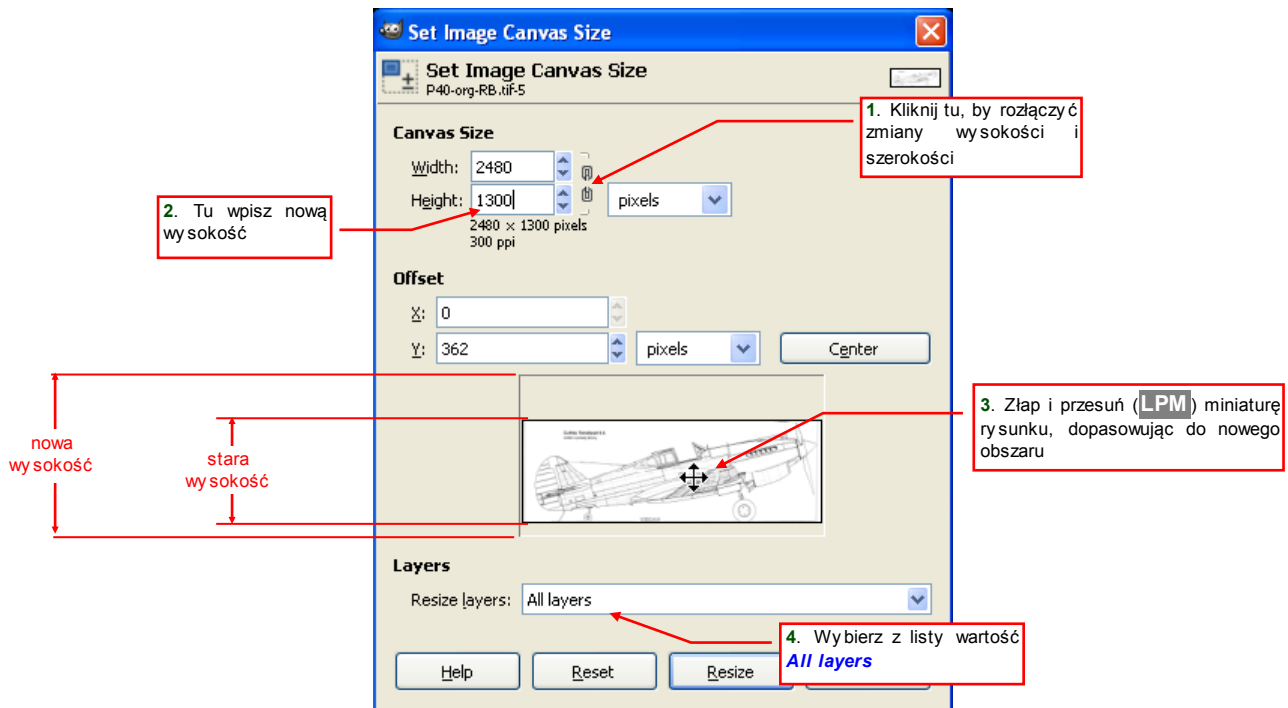 Set Image Canvas Size
Set Image Canvas Size
P40-org-RB.tif-5
1. Kliknij tu, by rozłączyć
zmiany wysokości i
szerokości
Canvas Size
Width: 2480
Height: 1300 pixels
2480 × 1300 pixels
300 ppi
2. Tu wpisz nową
wysokość
Offset
X: 0
Y: 362 pixels Center
3. Złap i przesuń (LPM) miniaturę
rysunku, dopasowując do nowego
obszaru
nowa
wysokość
stara
wysokość
Layers
Resize layers: All layers
4. Wybierz z listy wartość
All layers
Help Reset Resize